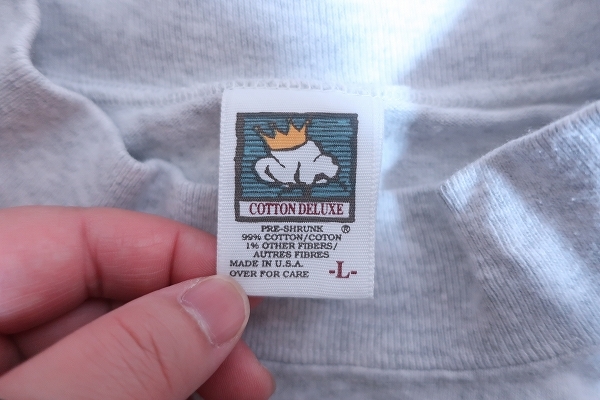 COTTON DELUXE
PRE-SHRUNK ®
99% COTTON/COTON
1% OTHER FIBERS/
AUTRES FIBRES
MADE IN U.S.A.
OVER FOR CARE -L-